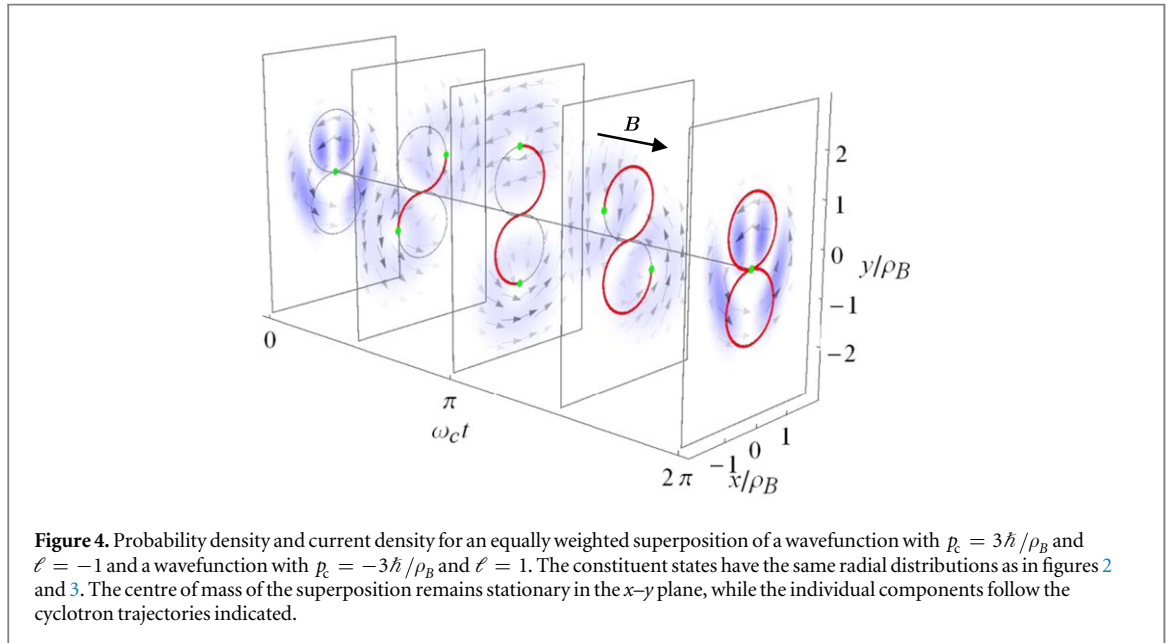 B
2
1
0
y/ρB
−1
−2
0
π
ωct
2 π
−1
0
1
x/ρB
Figure 4. Probability density and current density for an equally weighted superposition of a wavefunction with pc = 3ℏ/ρB and
ℓ = −1 and a wavefunction with pc = −3ℏ/ρB and ℓ = 1. The constituent states have the same radial distributions as in figures 2
and 3. The centre of mass of the superposition remains stationary in the x–y plane, while the individual components follow the
cyclotron trajectories indicated.